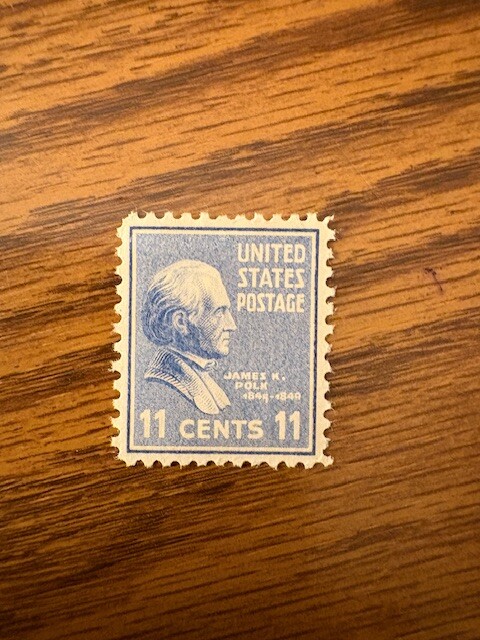 UNITED
STATES
POSTAGE
JAMES K.
POLK
1845-1849
11 CENTS 11